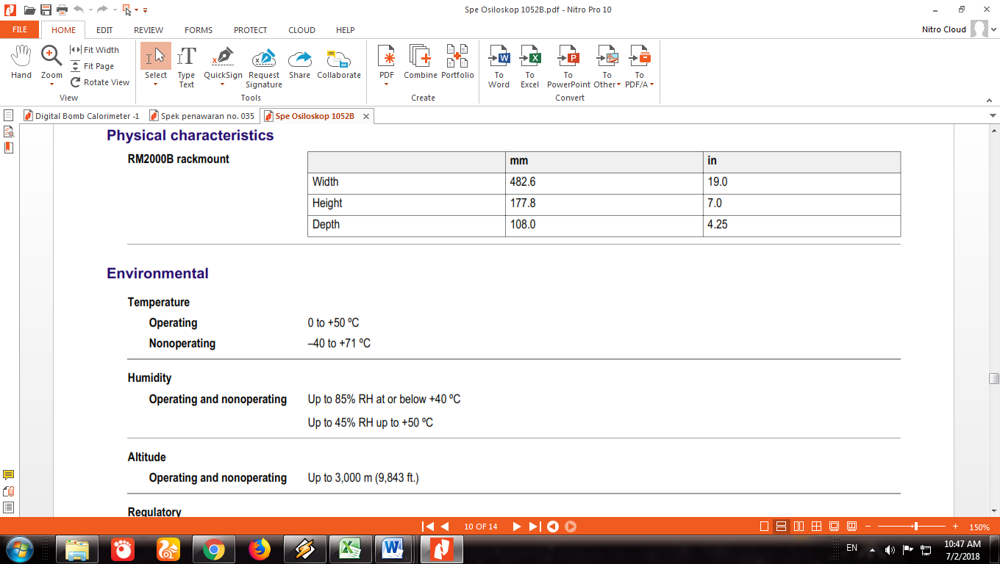 Spe Osiloskop 1052B.pdf - Nitro Pro 10
FILE HOME EDIT REVIEW FORMS PROTECT CLOUD HELP Nitro Cloud
Hand Zoom Fit Width Fit Page Rotate View
View
Select Type Text QuickSign Request Signature Share Collaborate
Tools
PDF Combine Portfolio
Create
To Word To Excel To PowerPoint To Other To PDF/A
Convert
Digital Bomb Calorimeter -1 Spek penawaran no. 035 Spe Osiloskop 1052B
Physical characteristics
RM2000B rackmount
mm in
Width 482.6 19.0
Height 177.8 7.0
Depth 108.0 4.25
Environmental
Temperature
Operating 0 to +50 ºC
Nonoperating –40 to +71 ºC
Humidity
Operating and nonoperating Up to 85% RH at or below +40 ºC
Up to 45% RH up to +50 ºC
Altitude
Operating and nonoperating Up to 3,000 m (9,843 ft.)
Regulatory
10 OF 14 150%
EN 10:47 AM
7/2/2018